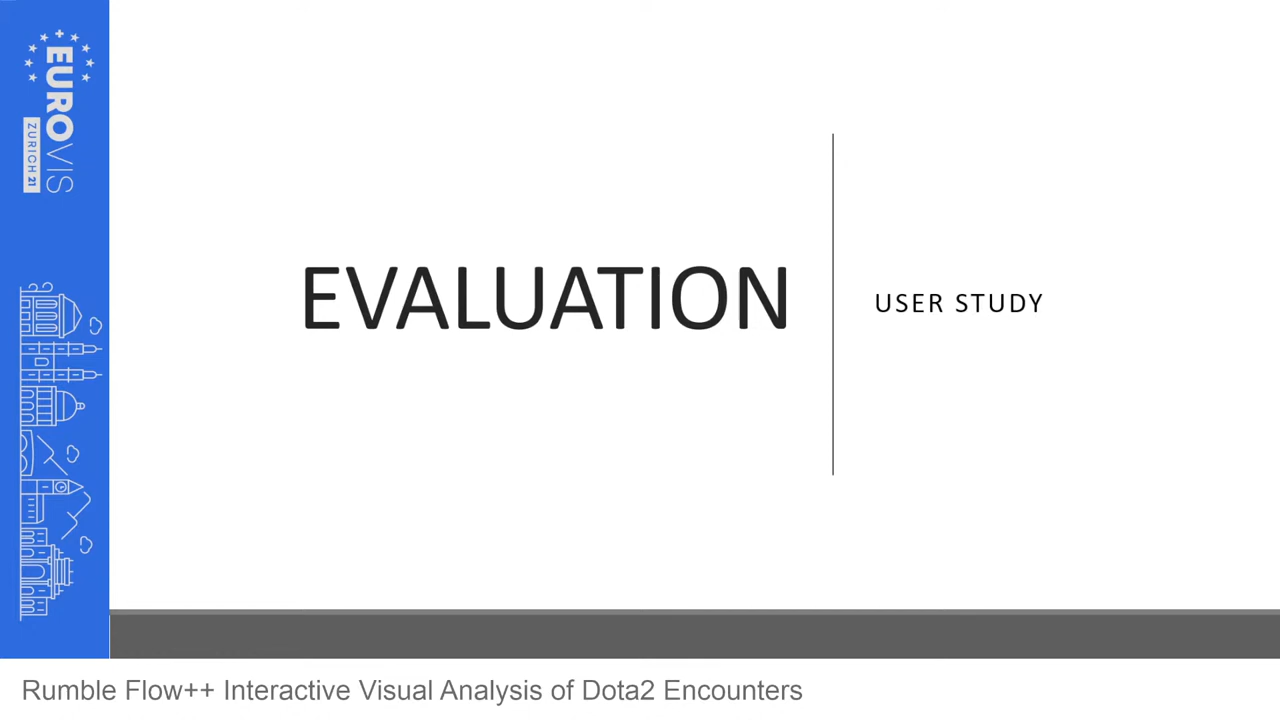 EUROVIS
ZURICH 21
EVALUATION
USER STUDY
Rumble Flow++ Interactive Visual Analysis of Dota2 Encounters